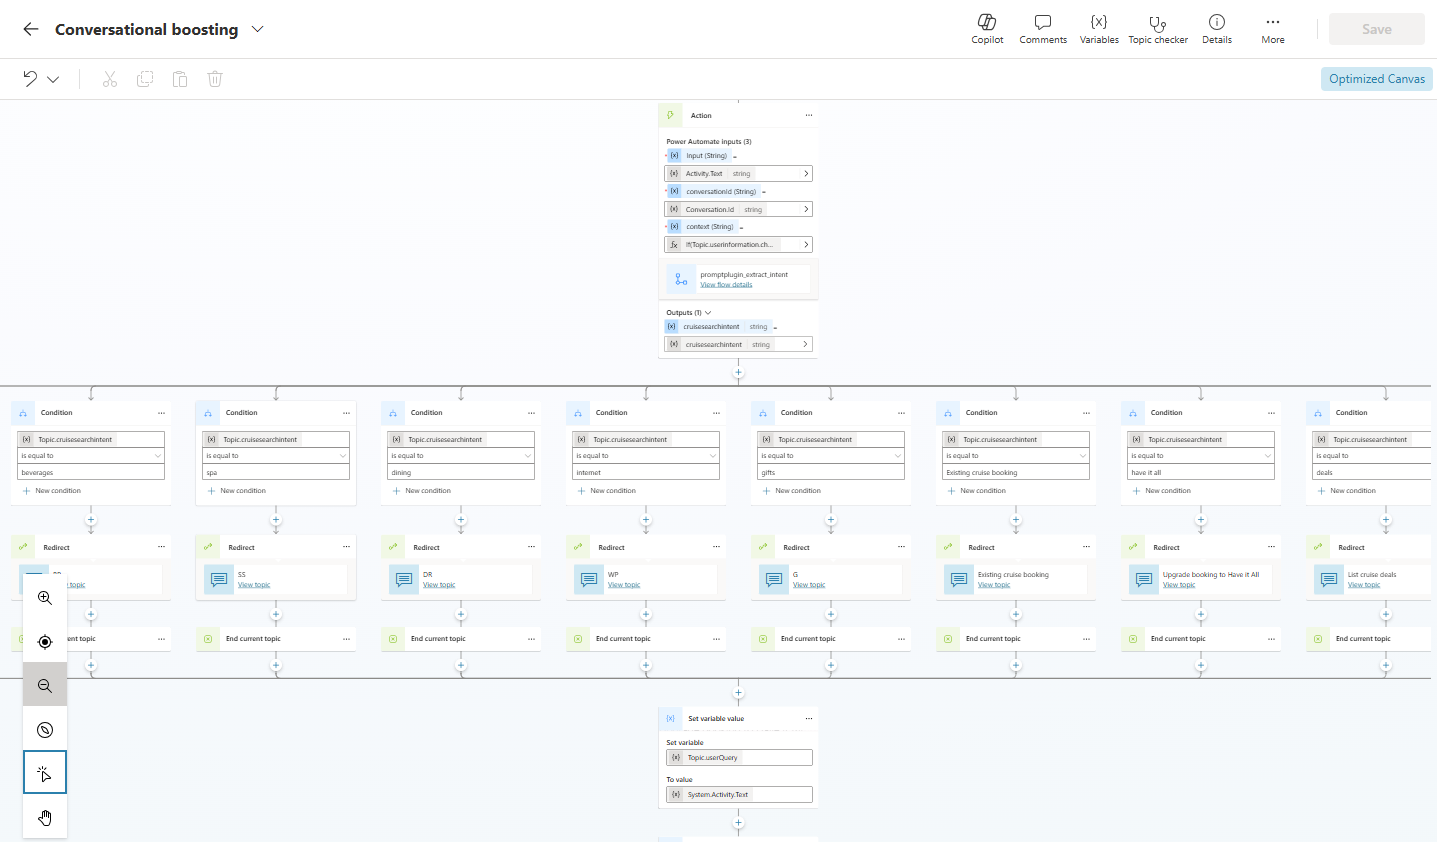 Conversational boosting
Copilot
Comments
{x}
Variables
Topic checker
Details
More
Save
Optimized Canvas
Action
Power Automate inputs (3)
* {x} input (String) =
{x} Activity.Text string
* {x} conversationId (String) =
{x} Conversation.Id string
* {x} context (String) =
fx If(Topic.userinformation.ch...
promptplugin_extract_intent
View flow details
Outputs (1)
{x} cruisesearchintent string =
{x} cruisesearchintent string
Condition
{x} Topic.cruisesearchintent
is equal to
beverages
New condition
Condition
{x} Topic.cruisesearchintent
is equal to
spa
New condition
Condition
{x} Topic.cruisesearchintent
is equal to
dining
New condition
Condition
{x} Topic.cruisesearchintent
is equal to
internet
New condition
Condition
{x} Topic.cruisesearchintent
is equal to
gifts
New condition
Condition
{x} Topic.cruisesearchintent
is equal to
Existing cruise booking
New condition
Condition
{x} Topic.cruisesearchintent
is equal to
have it all
New condition
Condition
{x} Topic.cruisesearchintent
is equal to
deals
New condition
Redirect
topic
Redirect
SS
View topic
Redirect
DR
View topic
Redirect
WP
View topic
Redirect
G
View topic
Redirect
Existing cruise booking
View topic
Redirect
Upgrade booking to Have it All
View topic
Redirect
List cruise deals
View topic
ent topic
End current topic
End current topic
End current topic
End current topic
End current topic
End current topic
End current topic
{x} Set variable value
Set variable
{x} Topic.userQuery
To value
{x} System.Activity.Text